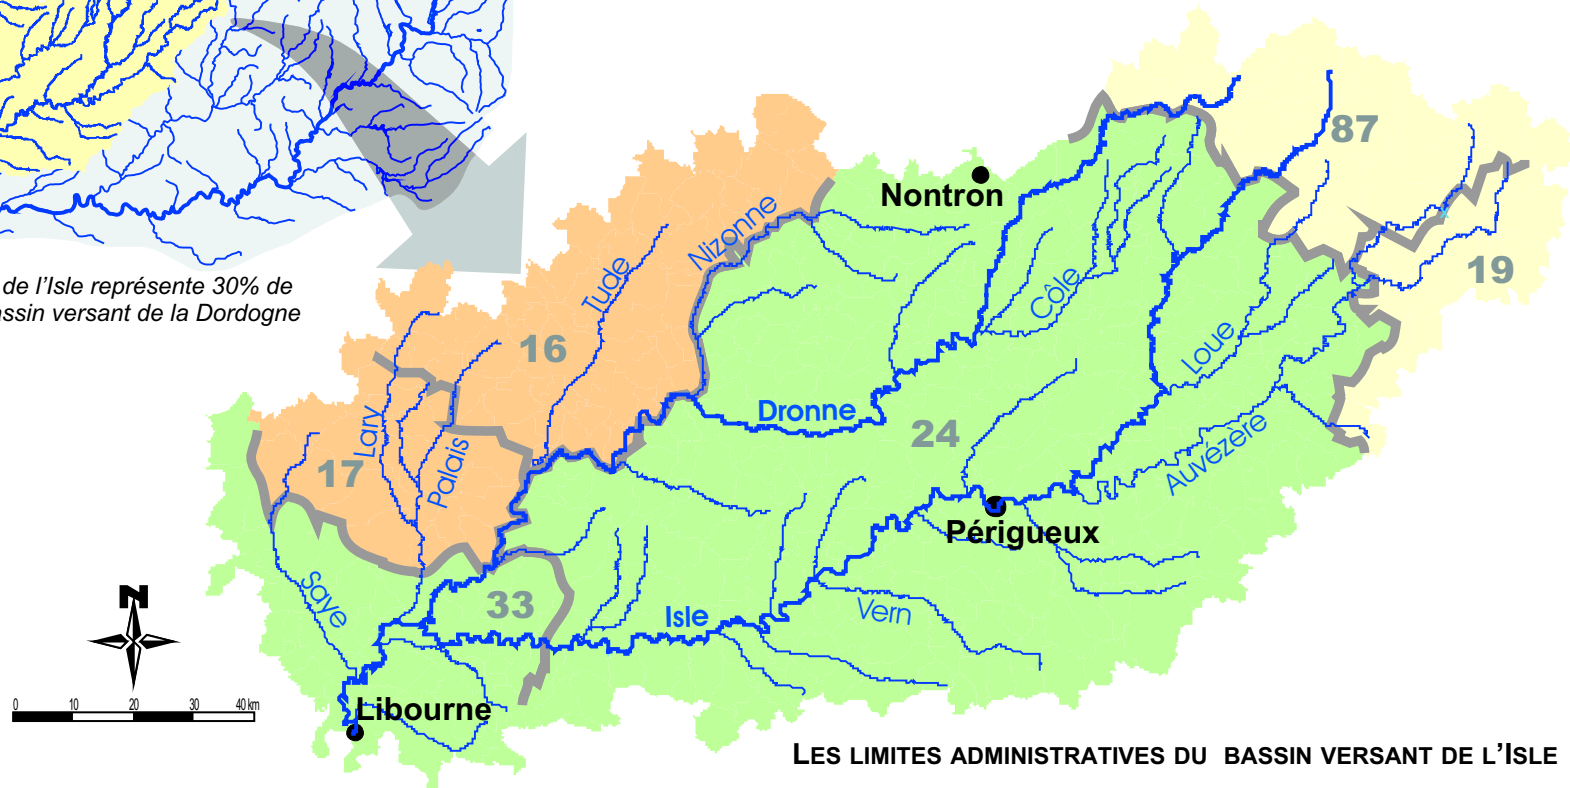 de l'Isle représente 30% de
assin versant de la Dordogne
Nontron
87
Nizonne
Tude
19
Côle
16
Loue
Dronne
24
Lary
Palais
17
Auvézère
Périgueux
Saye
33
Isle
Vern
N
0 10 20 30 40 km
Libourne
LES LIMITES ADMINISTRATIVES DU BASSIN VERSANT DE L'ISLE